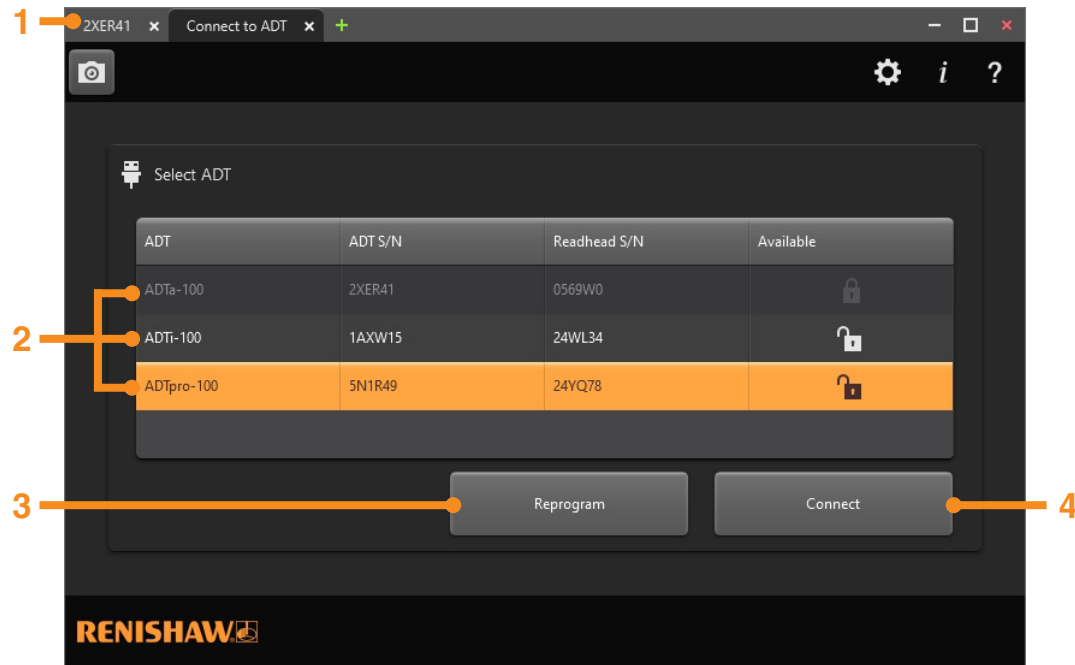 1 2XER41 Connect to ADT
i ?
Select ADT
ADT ADT S/N Readhead S/N Available
ADTa-100 2XER41 0569W0
2 ADTi-100 1AXW15 24WL34
ADTpro-100 5N1R49 24YQ78
3 Reprogram Connect 4
RENISHAW